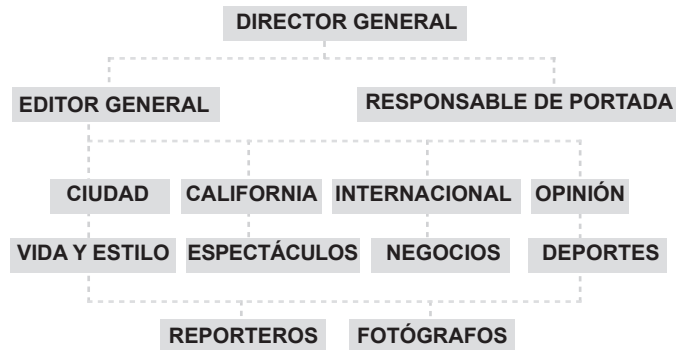 DIRECTOR GENERAL
EDITOR GENERAL
RESPONSABLE DE PORTADA
CIUDAD
CALIFORNIA
INTERNACIONAL
OPINIÓN
VIDA Y ESTILO
ESPECTÁCULOS
NEGOCIOS
DEPORTES
REPORTEROS
FOTÓGRAFOS